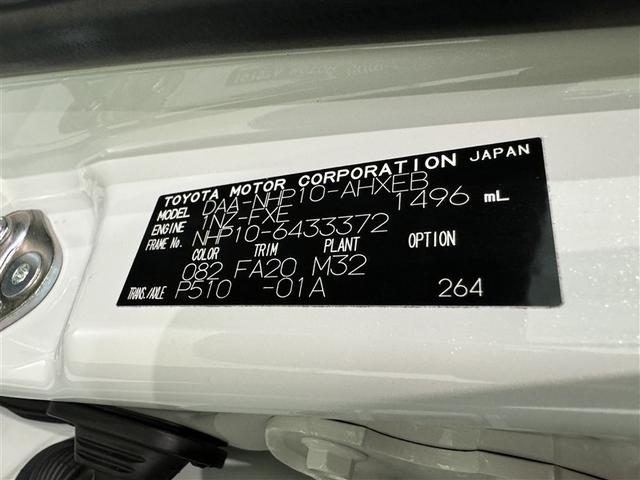 TOYOTA MOTOR CORPORATION JAPAN
MODEL DAA-NHP10-AHXEB
ENGINE 1NZ-FXE 1496 mL
FRAME No. NHP10-6433372
COLOR TRIM PLANT OPTION
082 FA20 M32
TRANS./AXLE P510 -01A 264